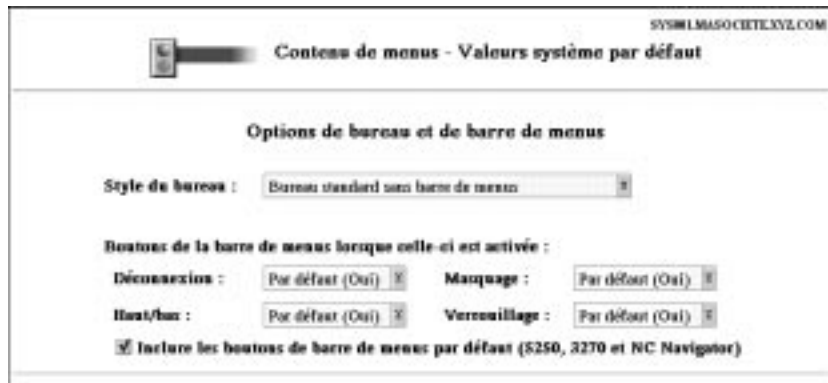 SYS001.MASOCIETE.XYZ.COM
Contenu de menus - Valeurs système par défaut
Options de bureau et de barre de menus
Style du bureau : Bureau standard sans barre de menus
Boutons de la barre de menus lorsque celle-ci est activée :
Déconnexion : Par défaut (Oui) Masquage : Par défaut (Oui)
Haut/bas : Par défaut (Oui) Verrouillage : Par défaut (Oui)
Inclure les boutons de barre de menus par défaut (5250, 3270 et NC Navigator)